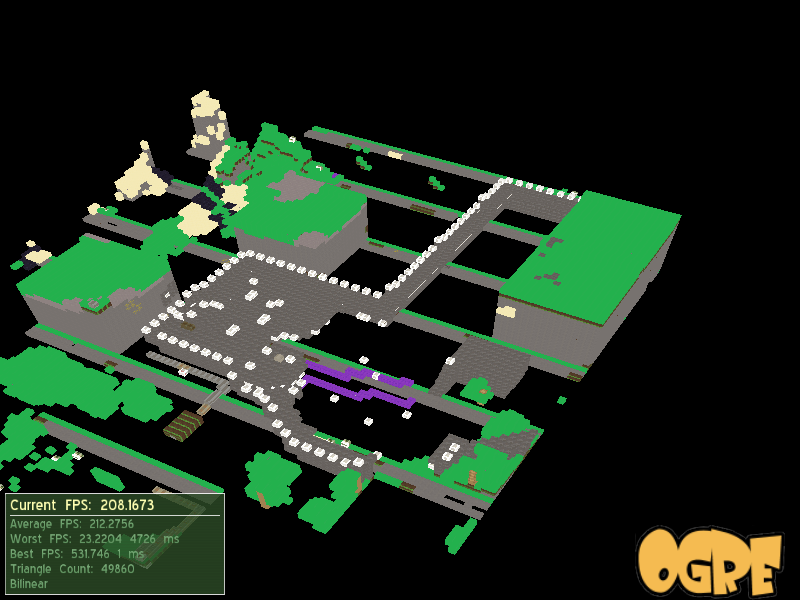 Current FPS: 208.1673
Average FPS: 212.2756
Worst FPS: 23.2204 4726 ms
Best FPS: 531.746 1 ms
Triangle Count: 49860
Bilinear
OGRE